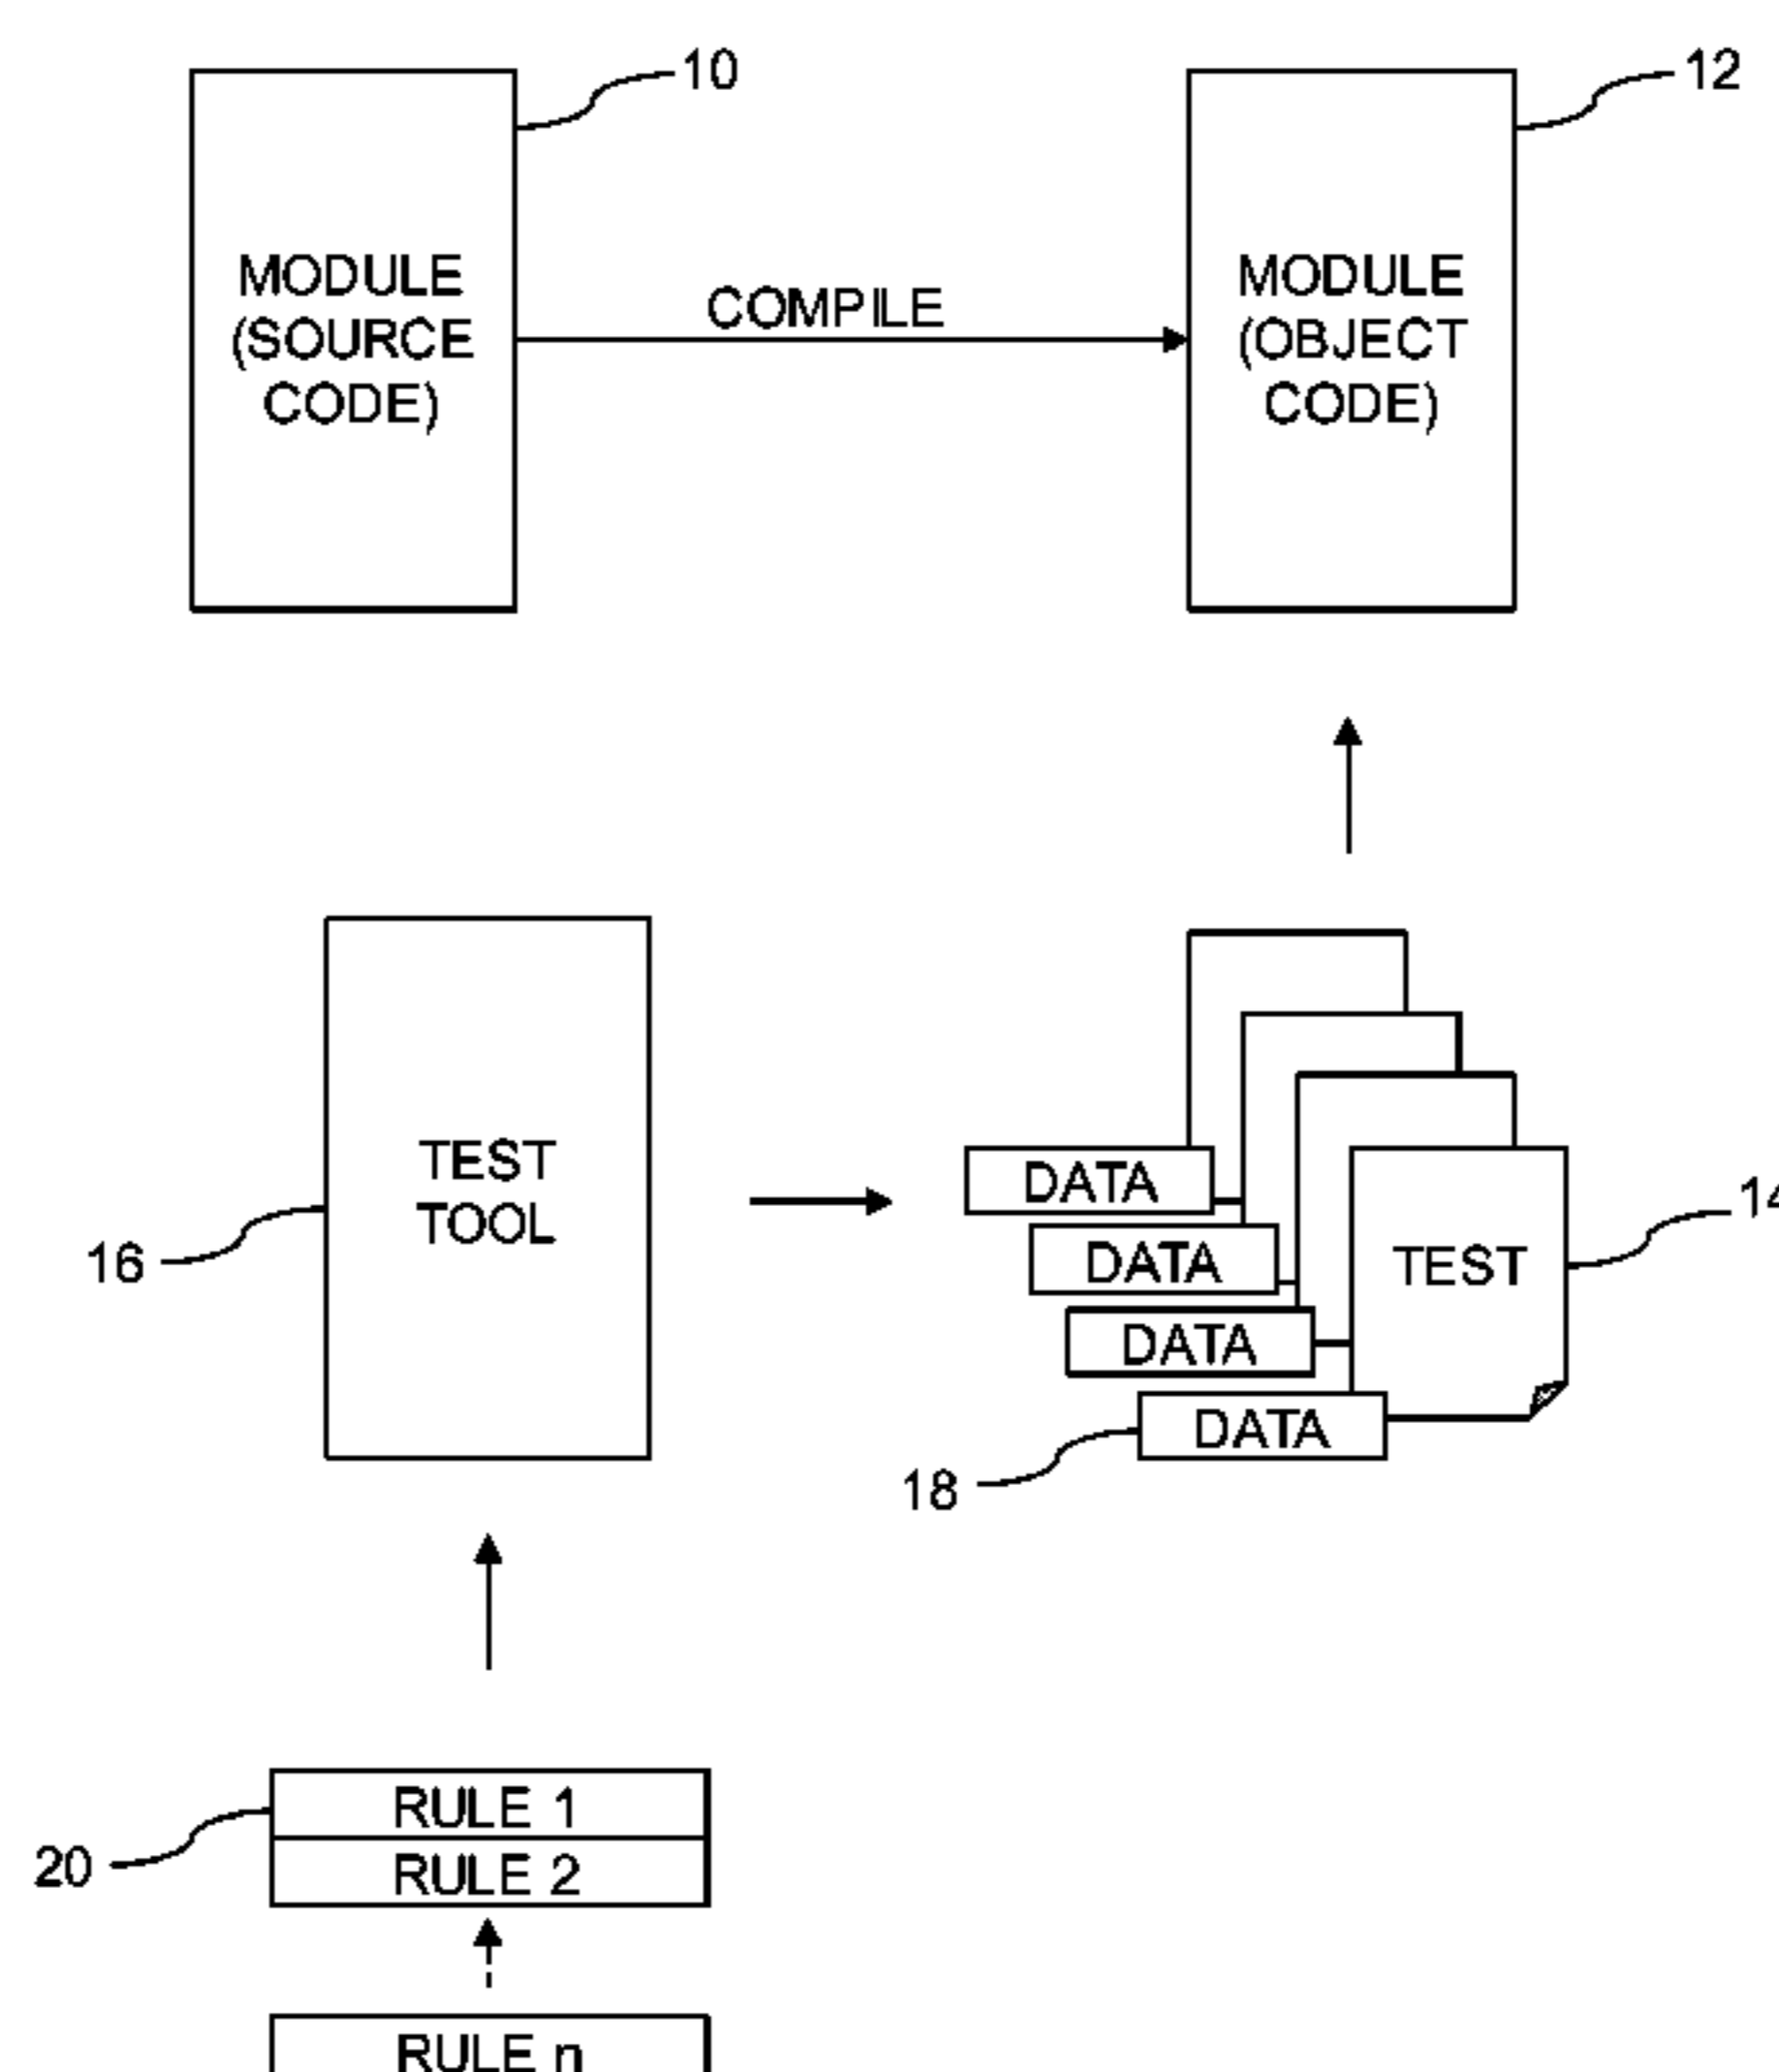 10
12
MODULE
(SOURCE
CODE)
COMPILE
MODULE
(OBJECT
CODE)
TEST
TOOL
16
DATA
DATA
DATA
DATA
TEST
14
18
RULE 1
RULE 2
20
RULE n